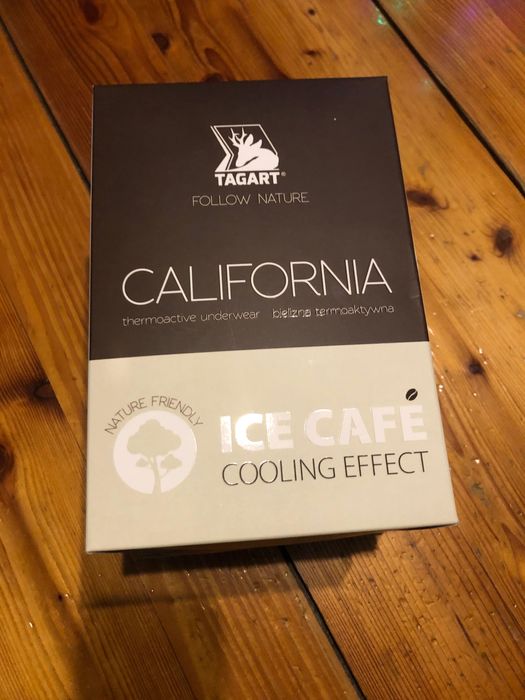 TAGART®
FOLLOW NATURE
CALIFORNIA
thermoactive underwear bielizna termoaktywna
NATURE FRIENDLY
ICE CAFÉ
COOLING EFFECT